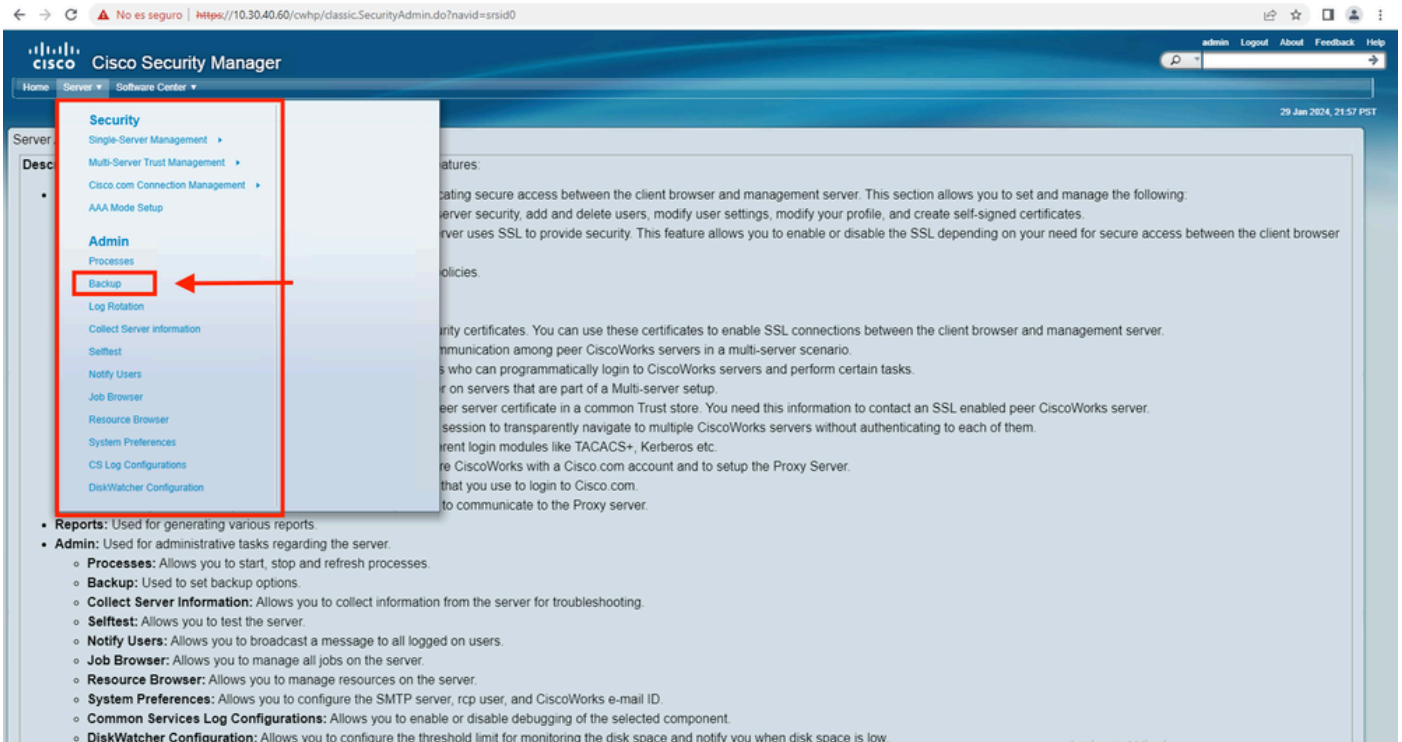 No es seguro | https://10.30.40.60/cwhp/classic.SecurityAdmin.do?navid=srsid0
admin Logout About Feedback Help
cisco Cisco Security Manager
Home Server Software Center
29 Jan 2024, 21:57 PST
Security
Single-Server Management
Multi-Server Trust Management
Cisco.com Connection Management
AAA Mode Setup
Admin
Processes
Backup
Log Rotation
Collect Server information
Selftest
Notify Users
Job Browser
Resource Browser
System Preferences
CS Log Configurations
DiskWatcher Configuration
Server
Desc atures:
cating secure access between the client browser and management server. This section allows you to set and manage the following:
server security, add and delete users, modify user settings, modify your profile, and create self-signed certificates.
rver uses SSL to provide security. This feature allows you to enable or disable the SSL depending on your need for secure access between the client browser
olicies.
rity certificates. You can use these certificates to enable SSL connections between the client browser and management server.
mmunication among peer CiscoWorks servers in a multi-server scenario.
s who can programmatically login to CiscoWorks servers and perform certain tasks.
r on servers that are part of a Multi-server setup.
eer server certificate in a common Trust store. You need this information to contact an SSL enabled peer CiscoWorks server.
session to transparently navigate to multiple CiscoWorks servers without authenticating to each of them.
erent login modules like TACACS+, Kerberos etc.
re CiscoWorks with a Cisco.com account and to setup the Proxy Server.
that you use to login to Cisco.com.
to communicate to the Proxy server.
• Reports: Used for generating various reports.
• Admin: Used for administrative tasks regarding the server.
◦ Processes: Allows you to start, stop and refresh processes.
◦ Backup: Used to set backup options.
◦ Collect Server Information: Allows you to collect information from the server for troubleshooting.
◦ Selftest: Allows you to test the server.
◦ Notify Users: Allows you to broadcast a message to all logged on users.
◦ Job Browser: Allows you to manage all jobs on the server.
◦ Resource Browser: Allows you to manage resources on the server.
◦ System Preferences: Allows you to configure the SMTP server, rcp user, and CiscoWorks e-mail ID.
◦ Common Services Log Configurations: Allows you to enable or disable debugging of the selected component.
◦ DiskWatcher Configuration: Allows you to configure the threshold limit for monitoring the disk space and notify you when disk space is low.